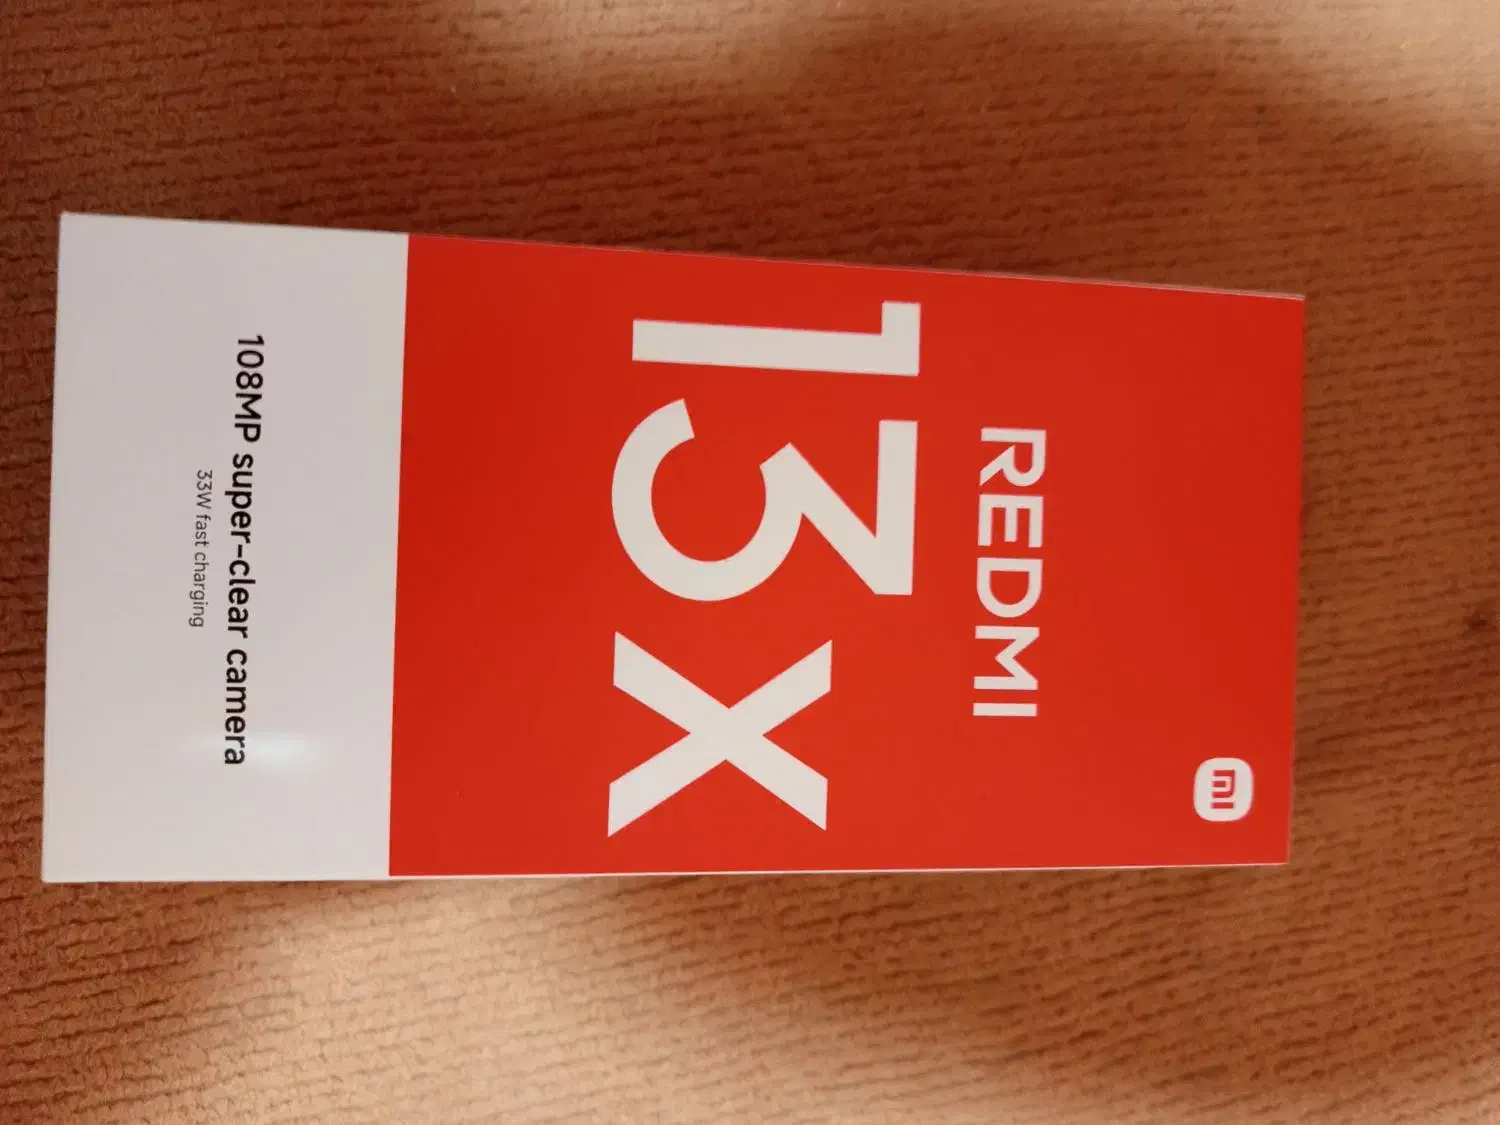 mi
REDMI
13X
108MP super-clear camera
33W fast charging